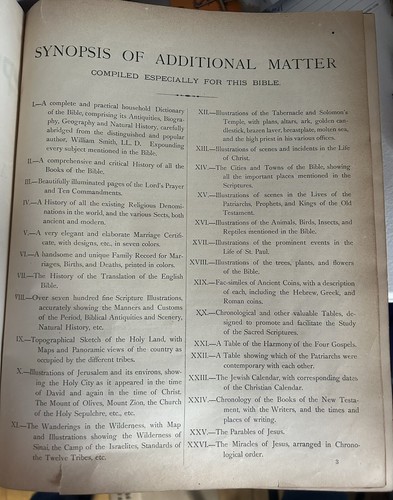 SYNOPSIS OF ADDITIONAL MATTER
COMPILED ESPECIALLY FOR THIS BIBLE.
I.—A complete and practical household Dictionary
of the Bible, comprising its Antiquities, Biogra-
phy, Geography and Natural History, carefully
abridged from the distinguished and popular
author, William Smith, LL. D. Expounding
every subject mentioned in the Bible.
II.—A comprehensive and critical History of all the
Books of the Bible.
III.—Beautifully Illuminated pages of the Lord's Prayer
and Ten Commandments.
IV.—A History of all the existing Religious Denomi-
nations in the world, and the various Sects, both
ancient and modern.
V.—A very elegant and elaborate Marriage Certifi-
cate, with designs, etc., in seven colors.
VI.—A handsome and unique Family Record for Mar-
riages, Births, and Deaths, printed in colors.
VII.—The History of the Translation of the English
Bible.
VIII.—Over seven hundred fine Scripture Illustrations,
accurately showing the Manners and Customs
of the Period, Biblical Antiquities and Scenery,
Natural History, etc.
IX.—Topographical Sketch of the Holy Land, with
Maps and Panoramic views of the country as
occupied by the different tribes.
X.—Illustrations of Jerusalem and its environs, show-
ing the Holy City as it appeared in the time
of David and again in the time of Christ.
The Mount of Olives, Mount Zion, the Church
of the Holy Sepulchre, etc., etc.
XI.—The Wanderings in the Wilderness, with Map
and Illustrations showing the Wilderness of
Sinai, the Camp of the Israelites, Standards of
the Twelve Tribes, etc.
XII.—Illustrations of the Tabernacle and Solomon's
Temple, with plans, altars, ark, golden can-
dlestick, brazen laver, breastplate, molten sea,
and the high priest in his various offices.
XIII.—Illustrations of scenes and incidents in the Life
of Christ.
XIV.—The Cities and Towns of the Bible, showing
all the important places mentioned in the
Scriptures.
XV.—Illustrations of scenes in the Lives of the
Patriarchs, Prophets, and Kings of the Old
Testament.
XVI.—Illustrations of the Animals, Birds, Insects, and
Reptiles mentioned in the Bible.
XVII.—Illustrations of the prominent events in the
Life of St. Paul.
XVIII.—Illustrations of the trees, plants, and flowers
of the Bible.
XIX.—Fac-similes of Ancient Coins, with a description
of each, including the Hebrew, Greek, and
Roman coins.
XX.—Chronological and other valuable Tables, de-
signed to promote and facilitate the Study
of the Sacred Scriptures.
XXI.—A Table of the Harmony of the Four Gospels.
XXII.—A Table showing which of the Patriarchs were
contemporary with each other.
XXIII.—The Jewish Calendar, with corresponding dates
of the Christian Calendar.
XXIV.—Chronology of the Books of the New Testa-
ment, with the Writers, and the times and
places of writing.
XXV.—The Parables of Jesus.
XXVI.—The Miracles of Jesus, arranged in Chrono-
logical order.